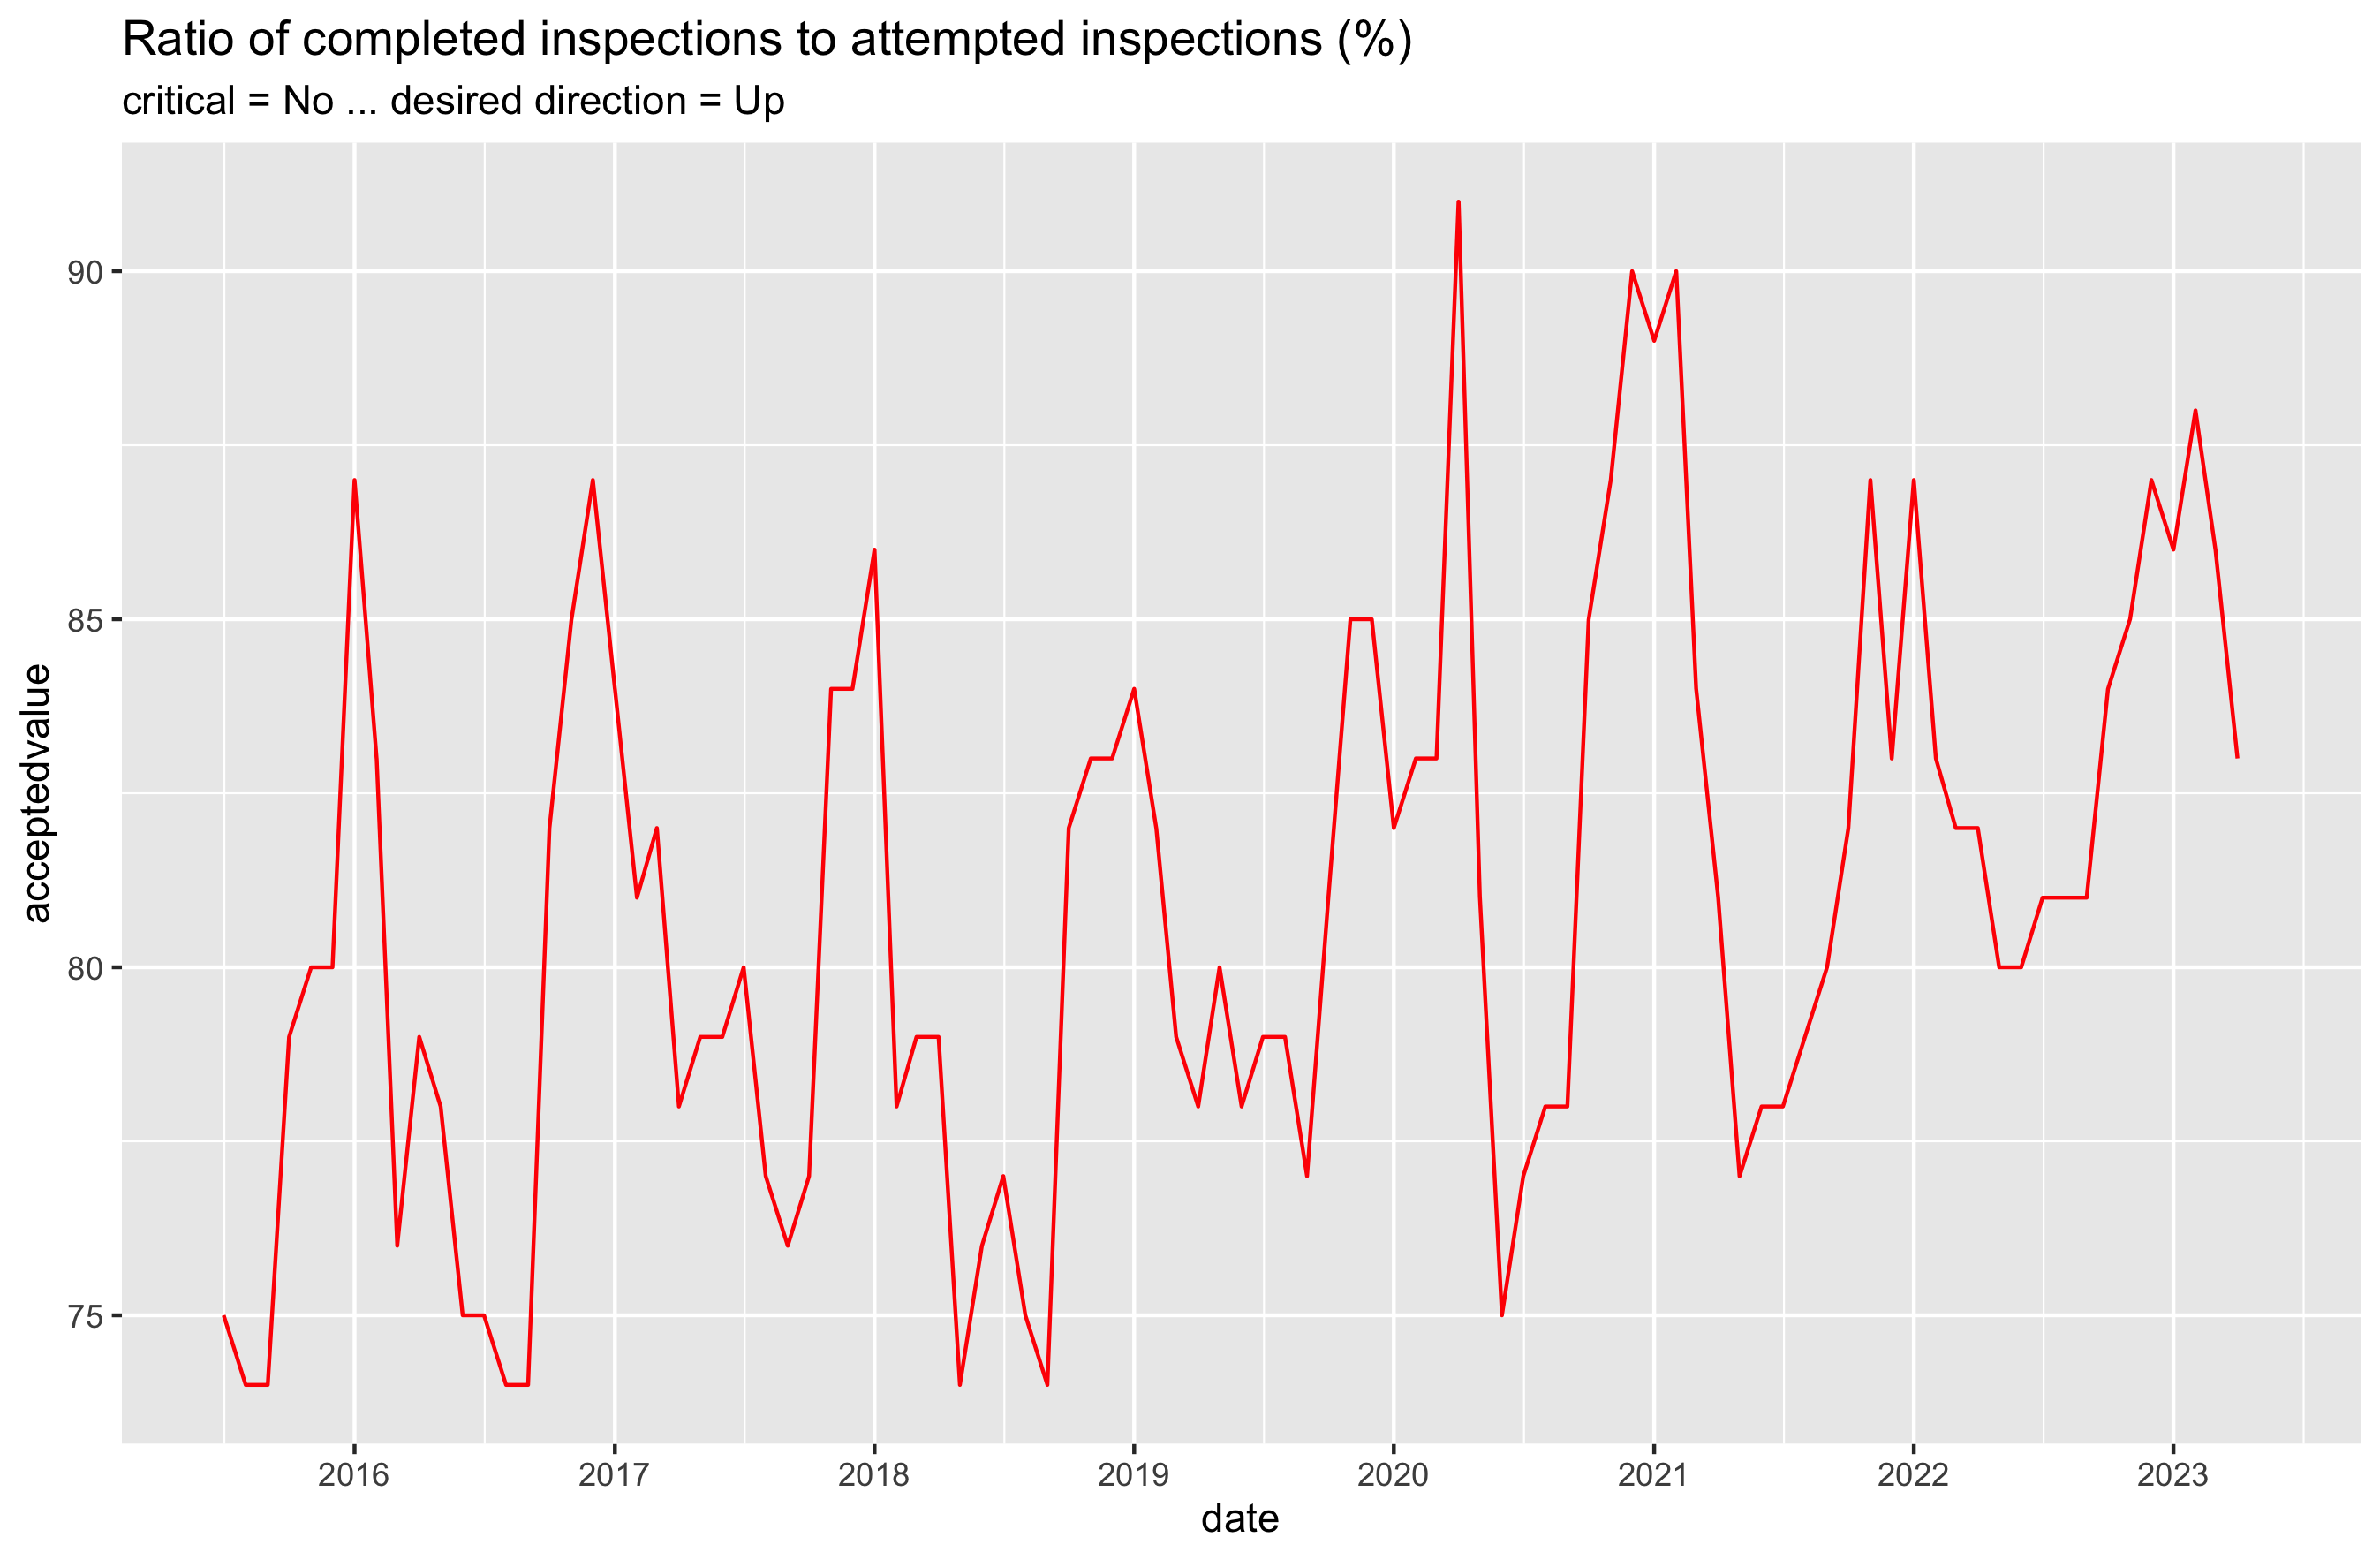 Ratio of completed inspections to attempted inspections (%)
critical = No ... desired direction = Up
90
85
80
75
acceptedvalue
2016 2017 2018 2019 2020 2021 2022 2023
date